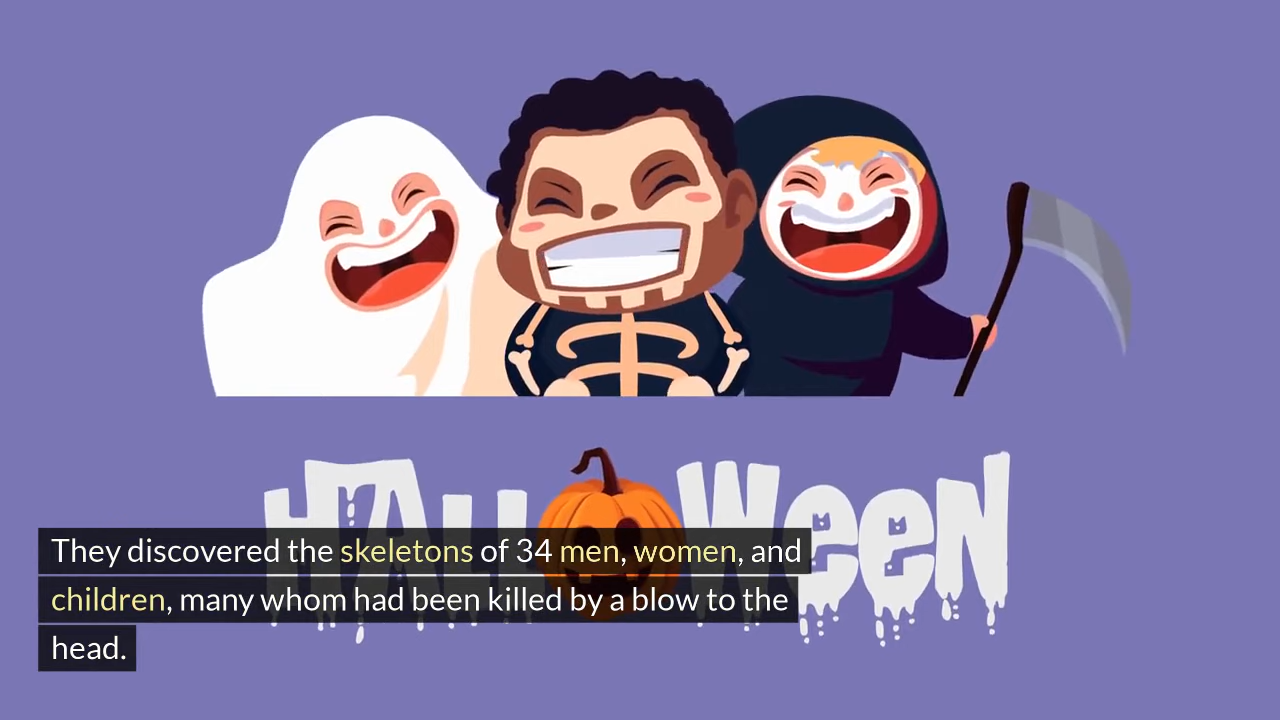 HALLOWEEN
They discovered the skeletons of 34 men, women, and
children, many whom had been killed by a blow to the
head.